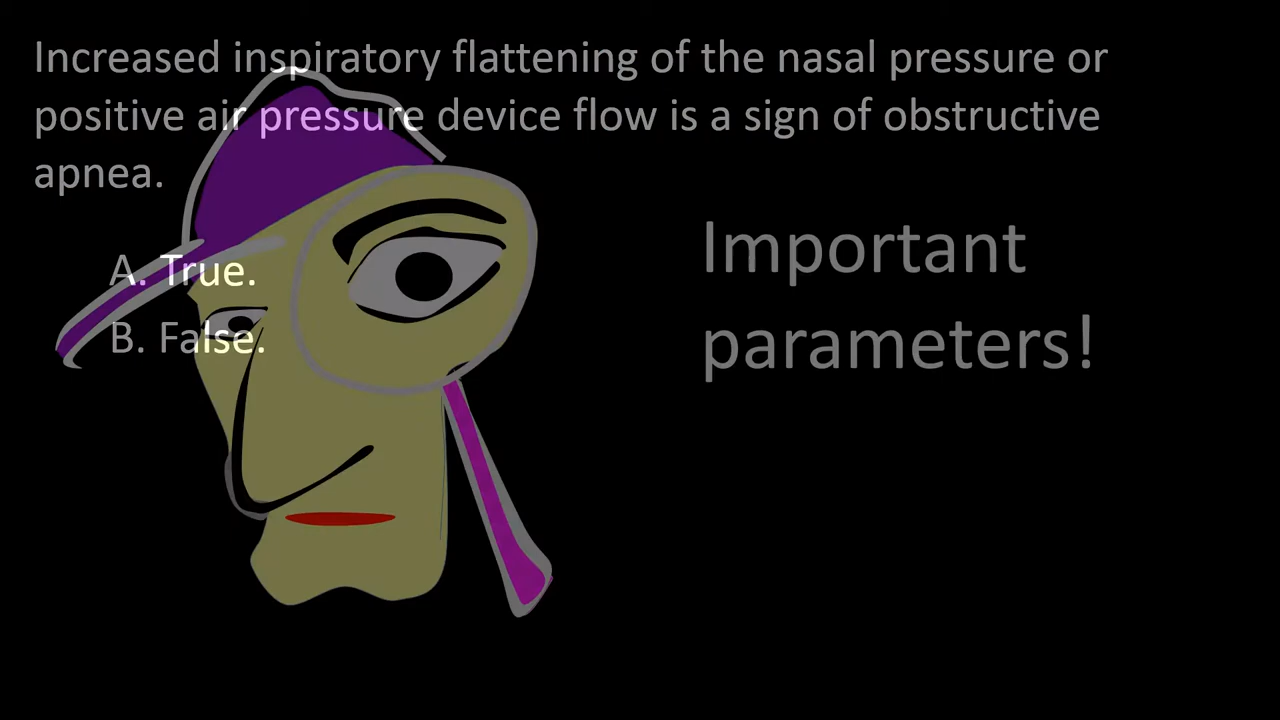 Increased inspiratory flattening of the nasal pressure or
positive air pressure device flow is a sign of obstructive
apnea.
A. True.
B. False.
Important
parameters!